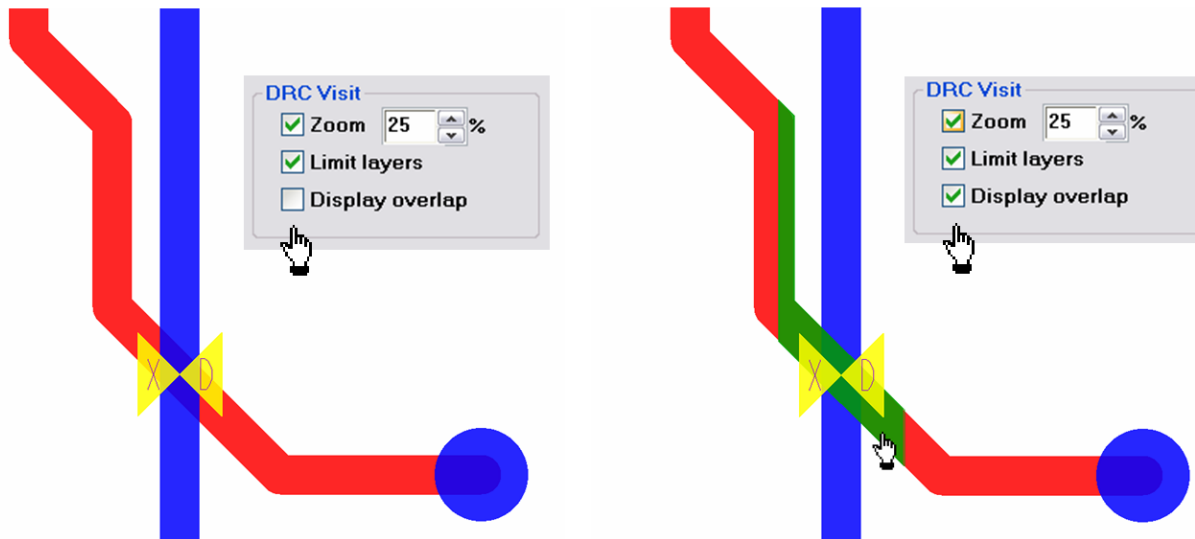 DRC Visit
Zoom 25 %
Limit layers
Display overlap
X D
DRC Visit
Zoom 25 %
Limit layers
Display overlap
X D